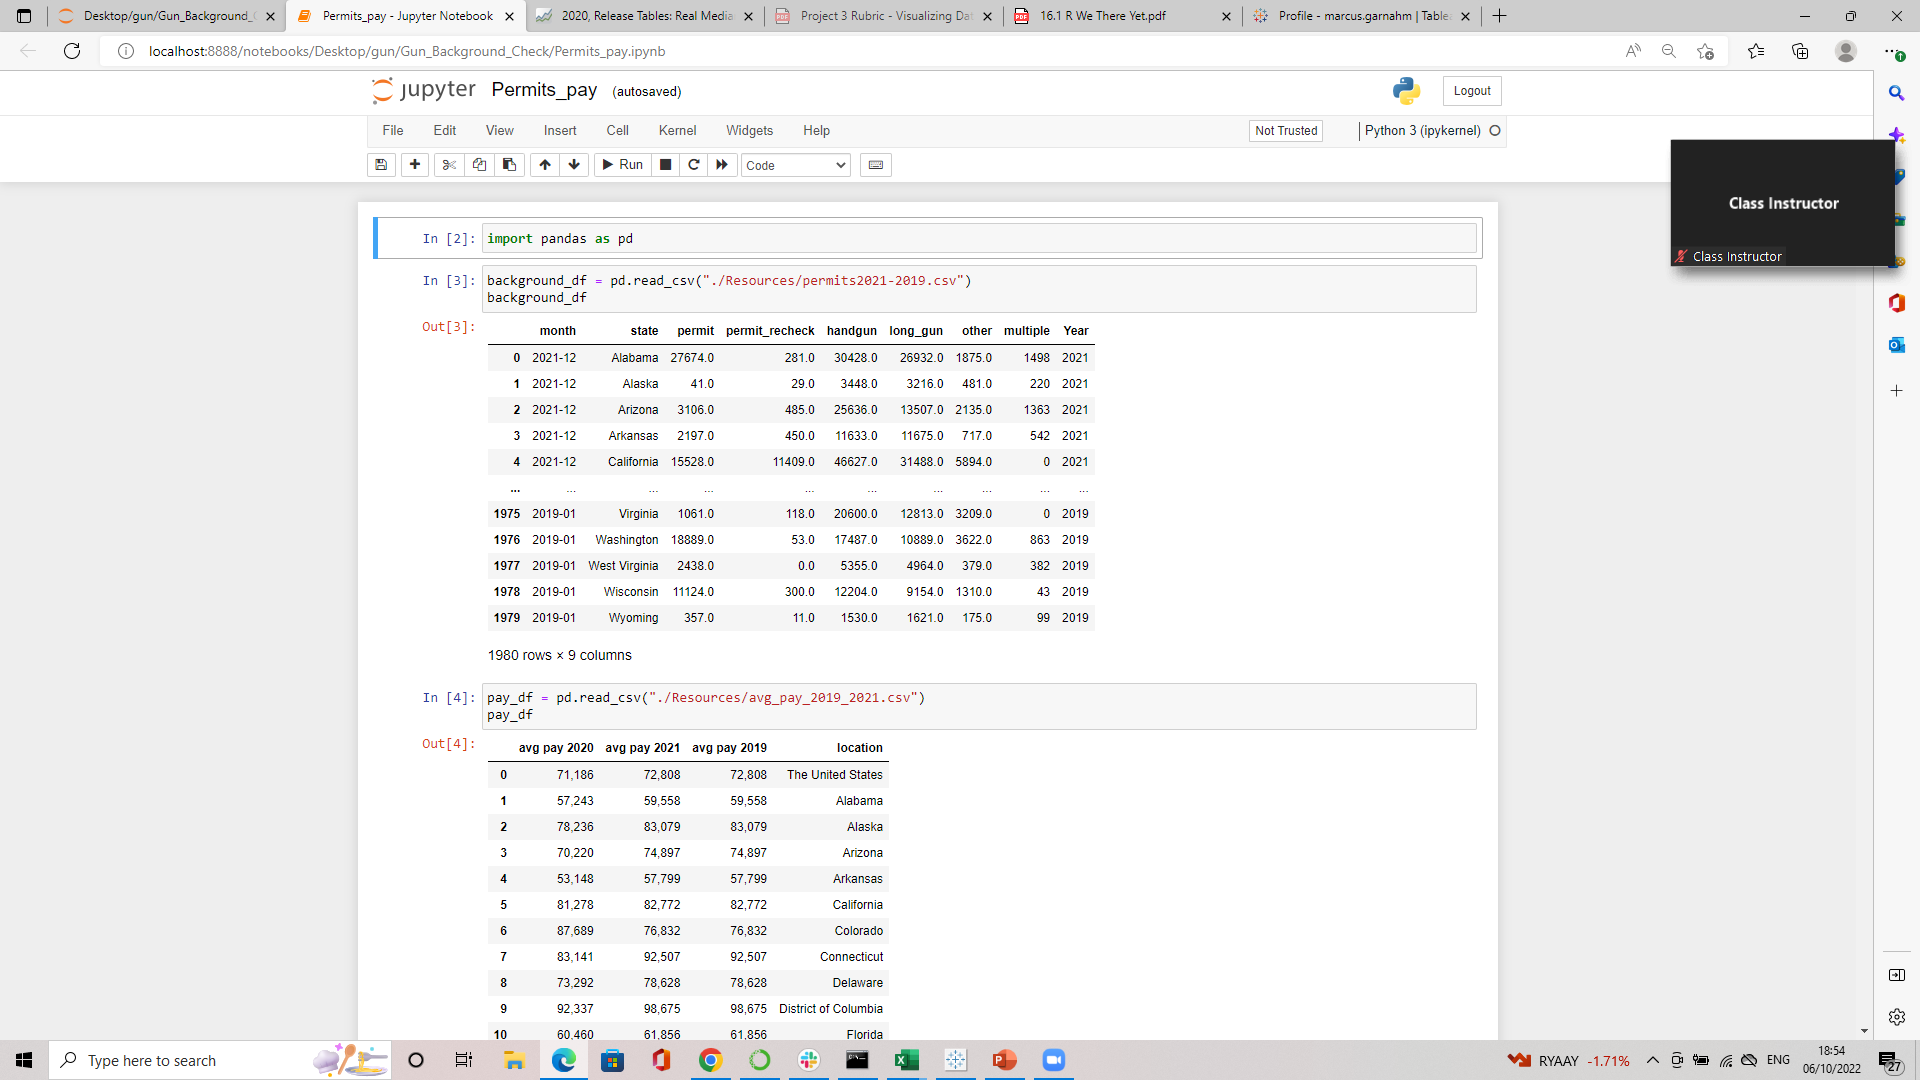 Desktop/gun/Gun_Background_
Permits_pay - Jupyter Notebook
2020, Release Tables: Real Media
Project 3 Rubric - Visualizing Da
16.1 R We There Yet.pdf
Profile - marcus.garnahm | Table
localhost:8888/notebooks/Desktop/gun/Gun_Background_Check/Permits_pay.ipynb
jupyter Permits_pay (autosaved)
Logout
File Edit View Insert Cell Kernel Widgets Help
Not Trusted
Python 3 (ipykernel)
Run
Code
Class Instructor
Class Instructor
In [2]: import pandas as pd
In [3]: background_df = pd.read_csv("./Resources/permits2021-2019.csv")
background_df
Out[3]:
month state permit permit_recheck handgun long_gun other multiple Year
0 2021-12 Alabama 27674.0 281.0 30428.0 26932.0 1875.0 1498 2021
1 2021-12 Alaska 41.0 29.0 3448.0 3216.0 481.0 220 2021
2 2021-12 Arizona 3106.0 485.0 25636.0 13507.0 2135.0 1363 2021
3 2021-12 Arkansas 2197.0 450.0 11633.0 11675.0 717.0 542 2021
4 2021-12 California 15528.0 11409.0 46627.0 31488.0 5894.0 0 2021
... ... ... ... ... ... ... ... ... ...
1975 2019-01 Virginia 1061.0 118.0 20600.0 12813.0 3209.0 0 2019
1976 2019-01 Washington 18889.0 53.0 17487.0 10889.0 3622.0 863 2019
1977 2019-01 West Virginia 2438.0 0.0 5355.0 4964.0 379.0 382 2019
1978 2019-01 Wisconsin 11124.0 300.0 12204.0 9154.0 1310.0 43 2019
1979 2019-01 Wyoming 357.0 11.0 1530.0 1621.0 175.0 99 2019
1980 rows × 9 columns
In [4]: pay_df = pd.read_csv("./Resources/avg_pay_2019_2021.csv")
pay_df
Out[4]:
avg pay 2020 avg pay 2021 avg pay 2019 location
0 71,186 72,808 72,808 The United States
1 57,243 59,558 59,558 Alabama
2 78,236 83,079 83,079 Alaska
3 70,220 74,897 74,897 Arizona
4 53,148 57,799 57,799 Arkansas
5 81,278 82,772 82,772 California
6 87,689 76,832 76,832 Colorado
7 83,141 92,507 92,507 Connecticut
8 73,292 78,628 78,628 Delaware
9 92,337 98,675 98,675 District of Columbia
10 60,460 61,856 61,856 Florida
Type here to search
RYAAY -1.71%
ENG
18:54
06/10/2022
27